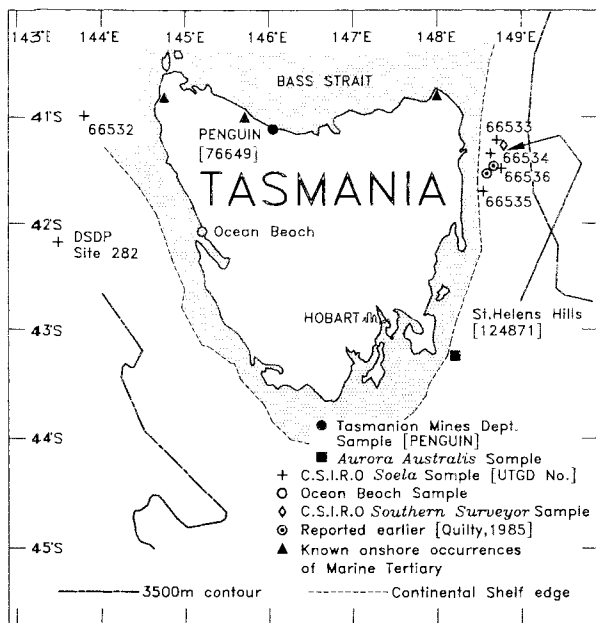 143°E 144° 145° 146° 147° 148° 149°E
BASS STRAIT
41°S
66532
PENGUIN
[76649]
66533
66534
66536
66535
TASMANIA
42°S
DSDP
Site 282
Ocean Beach
43°S
HOBART
St.Helens Hills
[124871]
44°S
Tasmanian Mines Dept.
Sample [PENGUIN]
Aurora Australis Sample
C.S.I.R.O Soela Sample [UTGD No.]
Ocean Beach Sample
C.S.I.R.O Southern Surveyor Sample
Reported earlier [Quilty,1985]
45°S
Known onshore occurrences
of Marine Tertiary
3500m contour
Continental Shelf edge